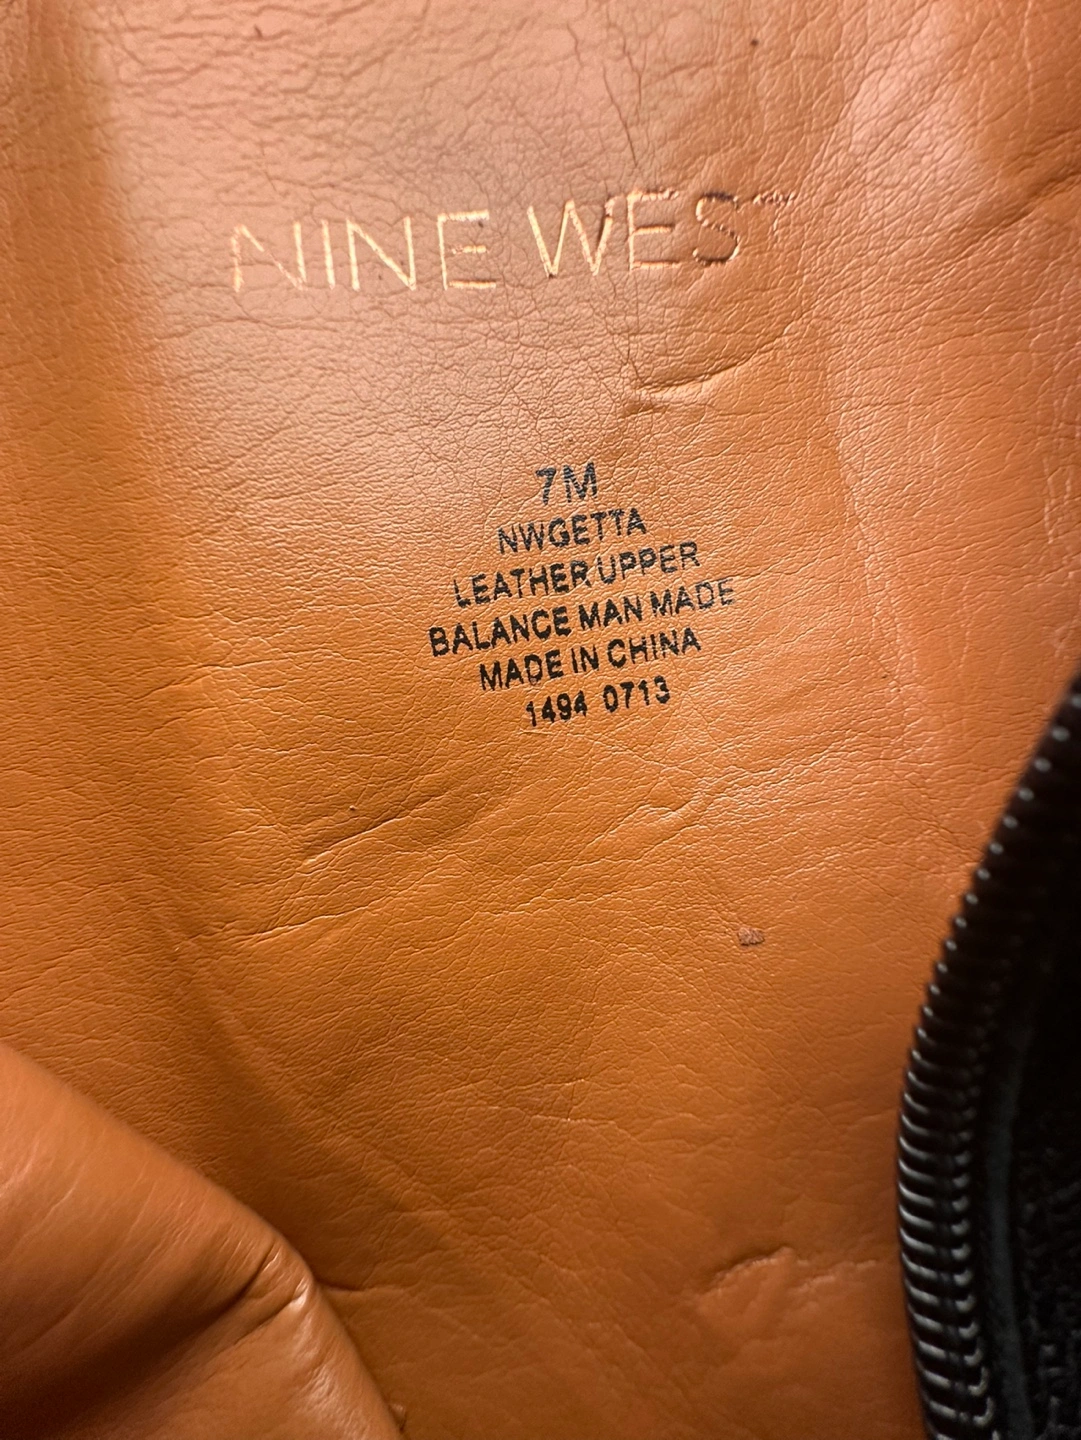 NINE WEST
7M
NWGETTA
LEATHER UPPER
BALANCE MAN MADE
MADE IN CHINA
1494 0713